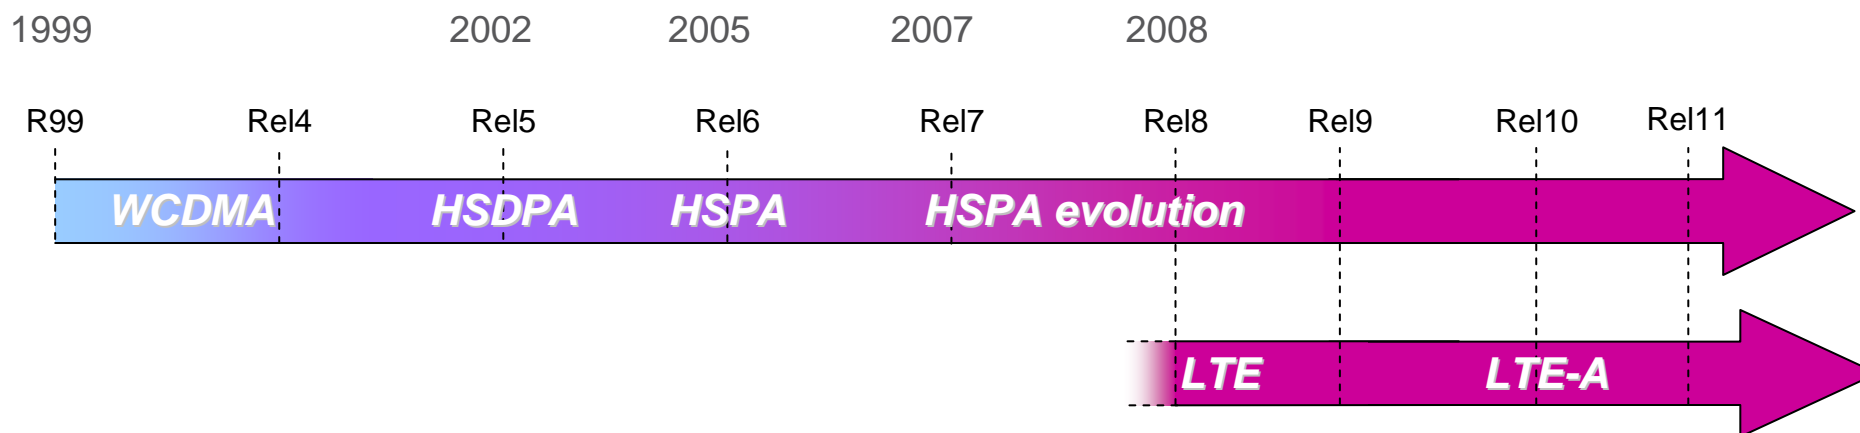 1999 2002 2005 2007 2008
R99 Rel4 Rel5 Rel6 Rel7 Rel8 Rel9 Rel10 Rel11
WCDMA HSDPA HSPA HSPA evolution
LTE LTE-A